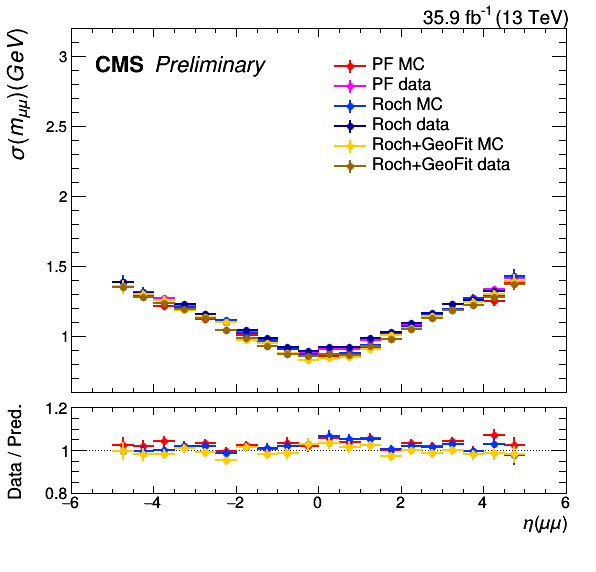 35.9 fb⁻¹ (13 TeV)
σ(m_μμ)(GeV)
CMS Preliminary
PF MC
PF data
Roch MC
Roch data
Roch+GeoFit MC
Roch+GeoFit data
3
2.5
2
1.5
1
Data / Pred.
1.2
1
0.8
−6 −4 −2 0 2 4 6
η(μμ)